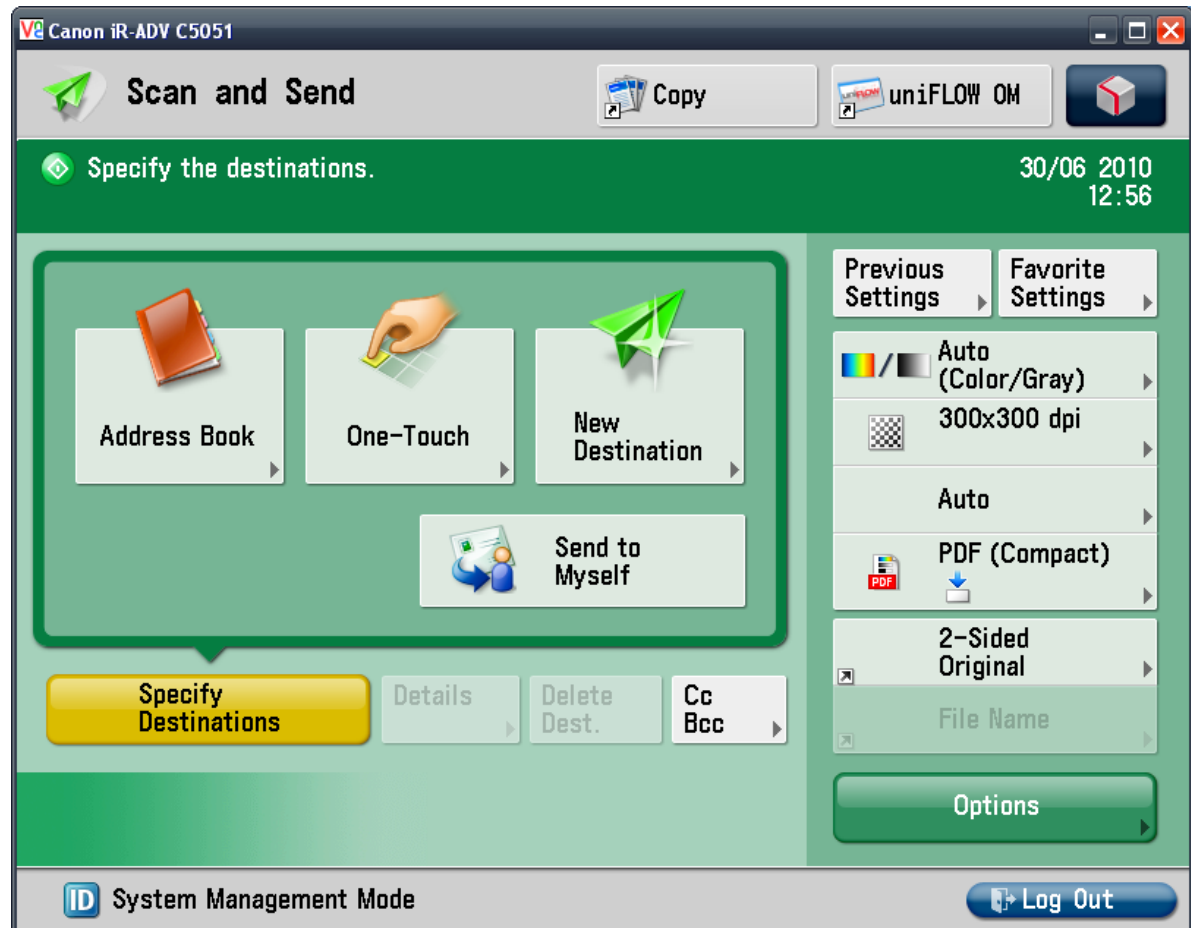 Canon iR-ADV C5051
Scan and Send
Copy
uniFLOW OM
Specify the destinations.
30/06 2010
12:56
Address Book
One-Touch
New
Destination
Send to
Myself
Specify
Destinations
Details
Delete
Dest.
Cc
Bcc
Previous
Settings
Favorite
Settings
Auto
(Color/Gray)
300x300 dpi
Auto
PDF (Compact)
PDF
2-Sided
Original
File Name
Options
ID
System Management Mode
Log Out